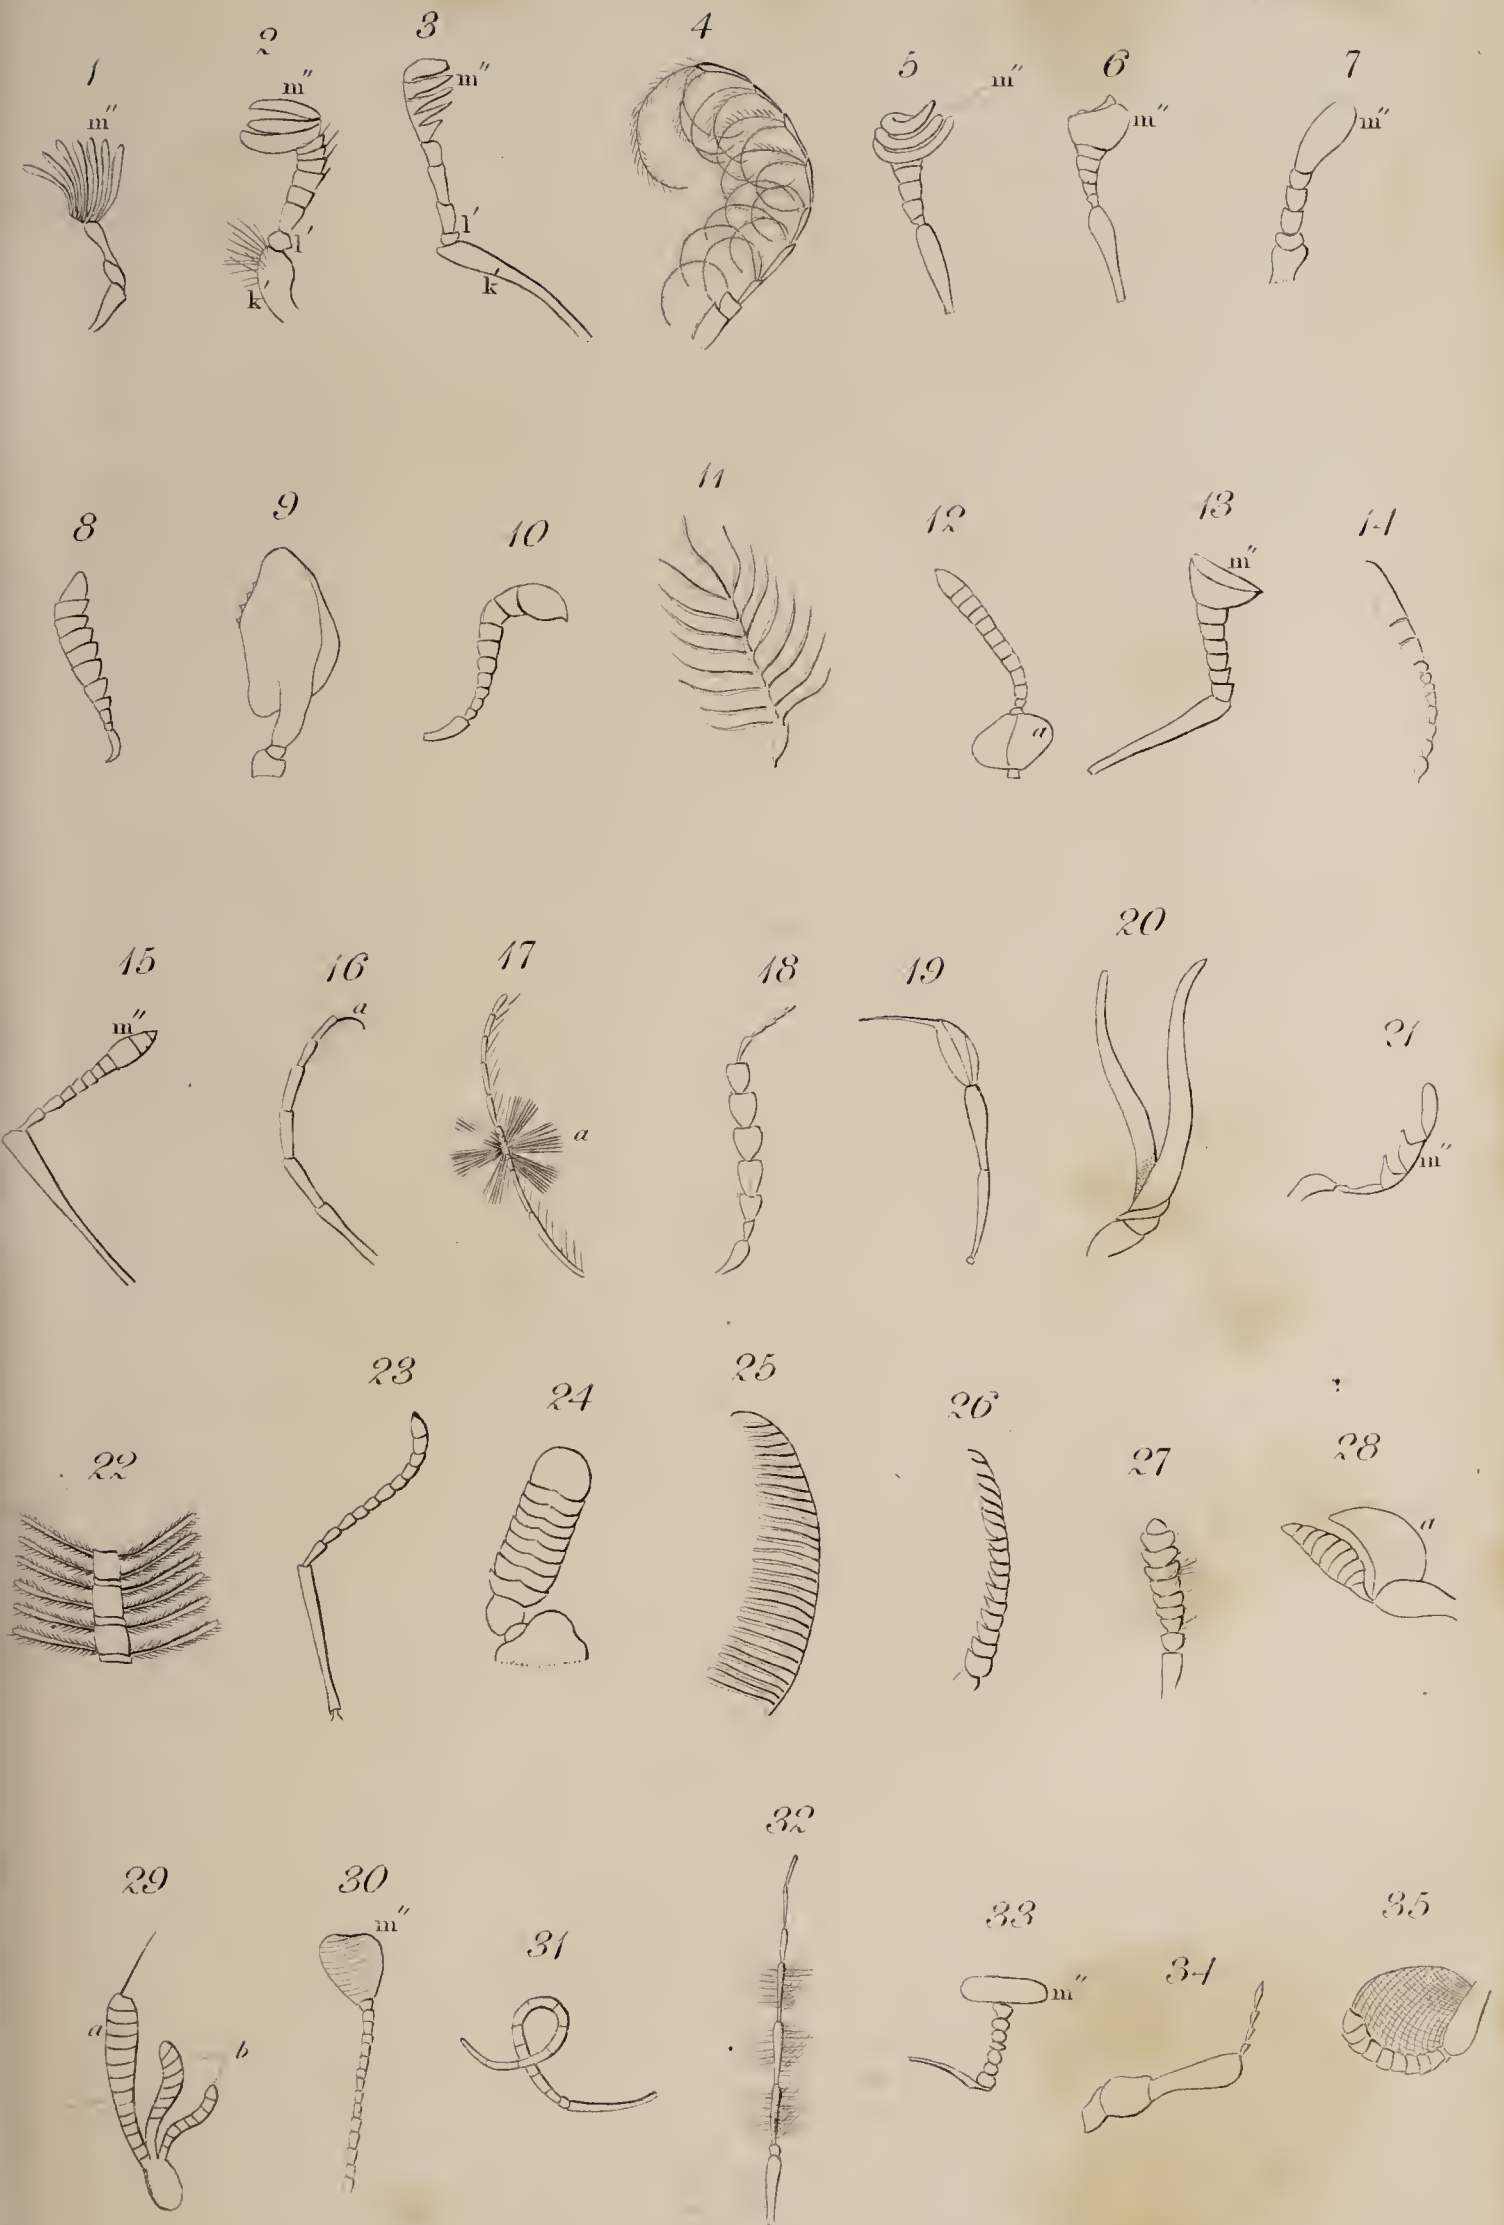 1 2 3 4 5 6 7
m″ m″ m″ m″ m″ m″
l′ l′
k′ k
8 9 10 11 12 13 14
m″
a
15 16 17 18 19 20 21
m″ a
a
m″
22 23 24 25 26 27 28
a
29 30 31 32 33 34 35
m″
a b
m″